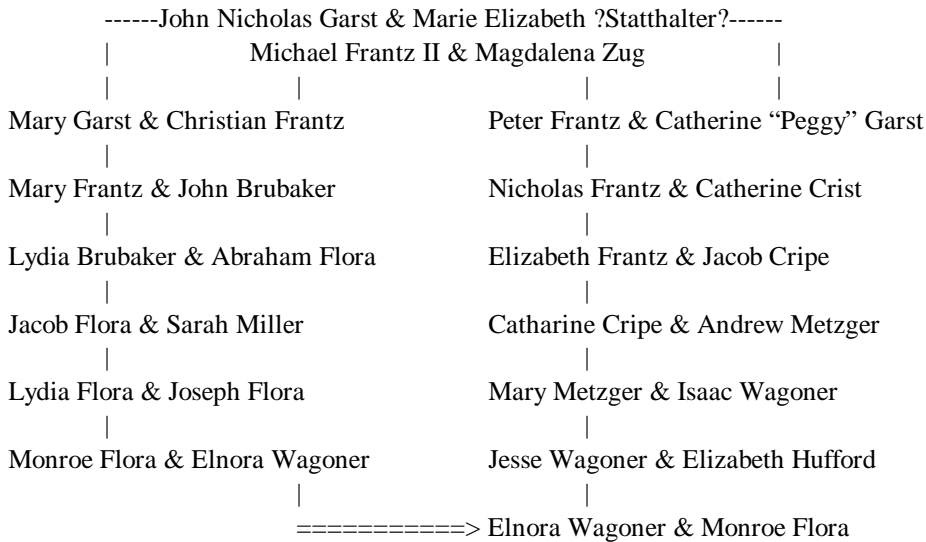 ------John Nicholas Garst & Marie Elizabeth ?Statthalter?------
| Michael Frantz II & Magdalena Zug |
| | | |
Mary Garst & Christian Frantz Peter Frantz & Catherine “Peggy” Garst
| |
Mary Frantz & John Brubaker Nicholas Frantz & Catherine Crist
| |
Lydia Brubaker & Abraham Flora Elizabeth Frantz & Jacob Cripe
| |
Jacob Flora & Sarah Miller Catharine Cripe & Andrew Metzger
| |
Lydia Flora & Joseph Flora Mary Metzger & Isaac Wagoner
| |
Monroe Flora & Elnora Wagoner Jesse Wagoner & Elizabeth Hufford
| |
===========> Elnora Wagoner & Monroe Flora